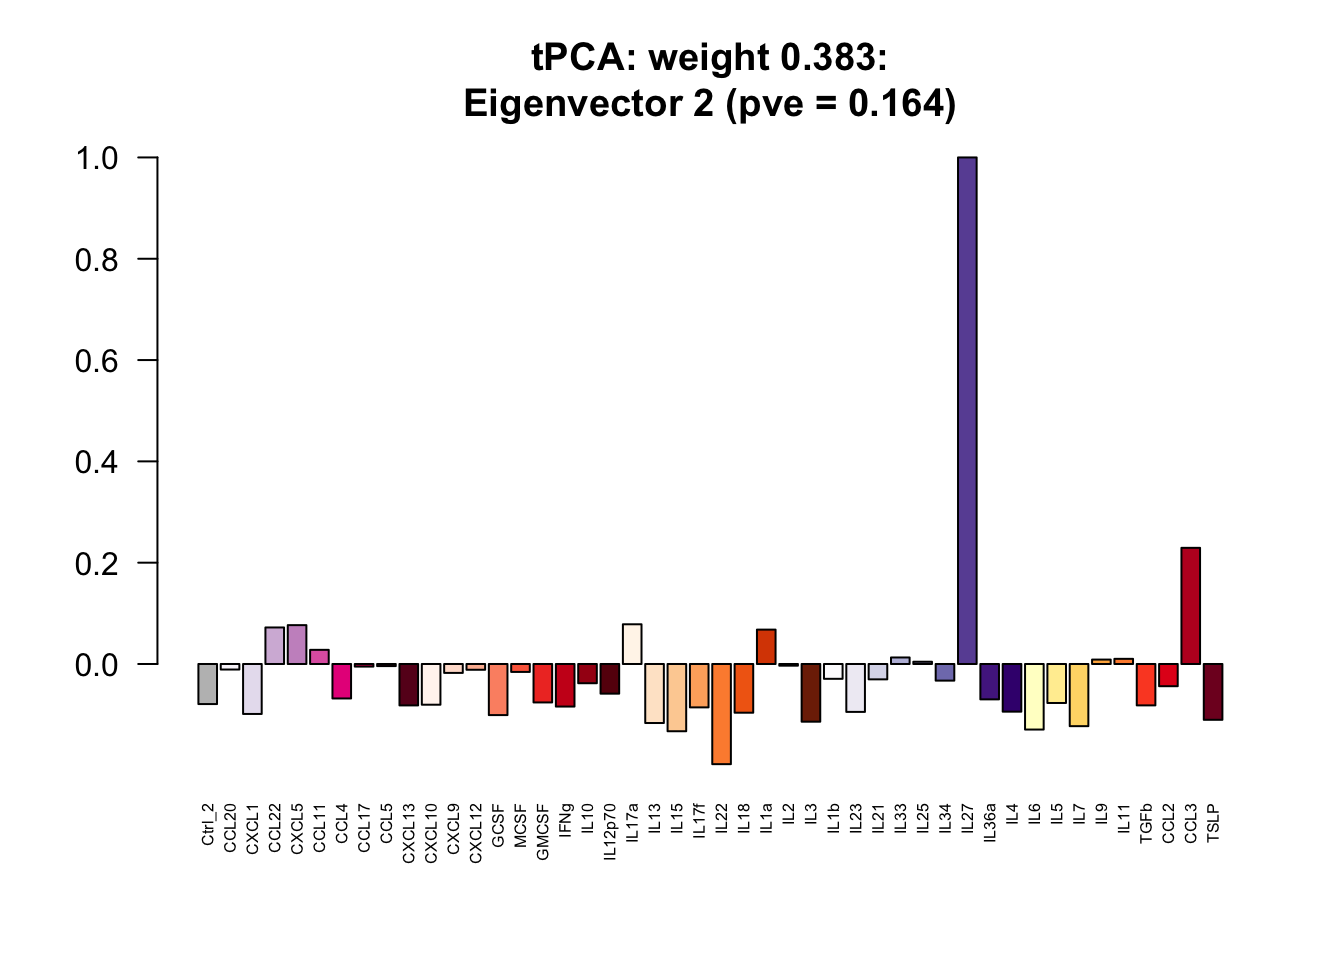 tPCA: weight 0.383:
Eigenvector 2 (pve = 0.164)
1.0
0.8
0.6
0.4
0.2
0.0
Ctrl_2
CCL20
CXCL1
CCL22
CXCL5
CCL11
CCL4
CCL17
CCL5
CXCL13
CXCL10
CXCL9
CXCL12
GCSF
MCSF
GMCSF
IFNg
IL10
IL12p70
IL17a
IL13
IL15
IL17f
IL22
IL18
IL1a
IL2
IL3
IL1b
IL23
IL21
IL33
IL25
IL34
IL27
IL36a
IL4
IL6
IL5
IL7
IL9
IL11
TGFb
CCL2
CCL3
TSLP